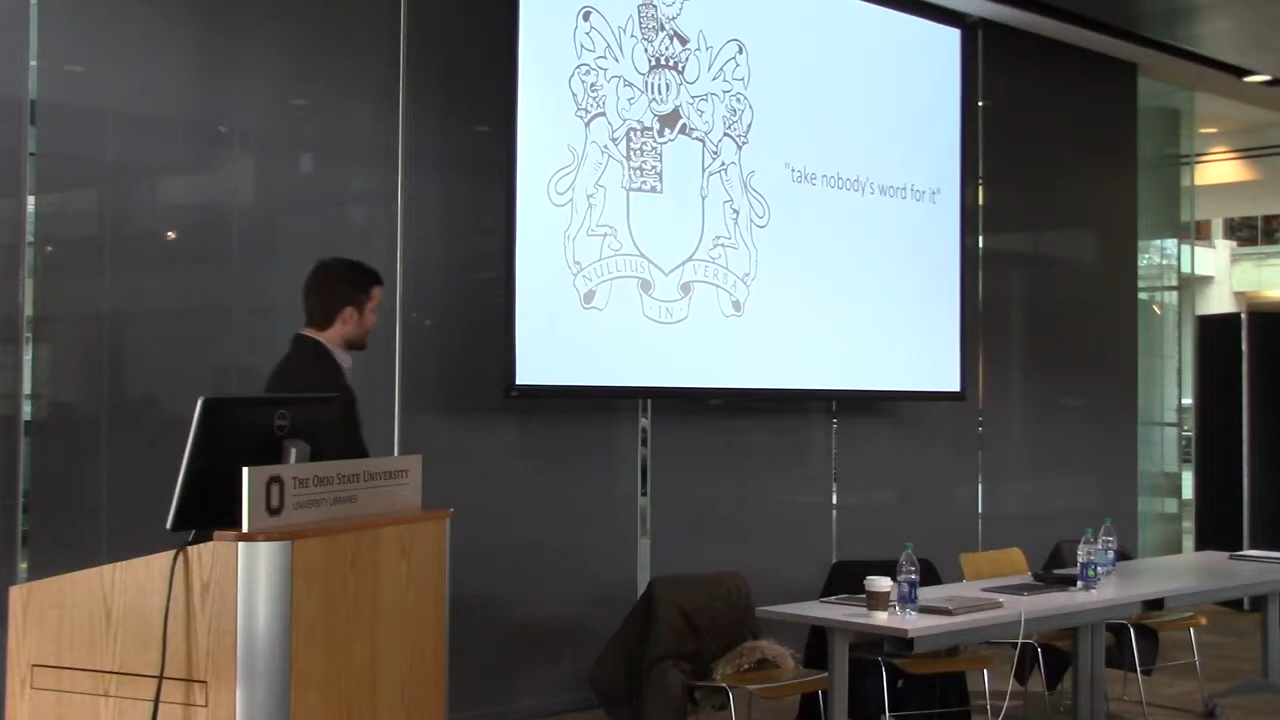 NULLIUS IN VERBA
"take nobody's word for it"
THE OHIO STATE UNIVERSITY
UNIVERSITY LIBRARIES